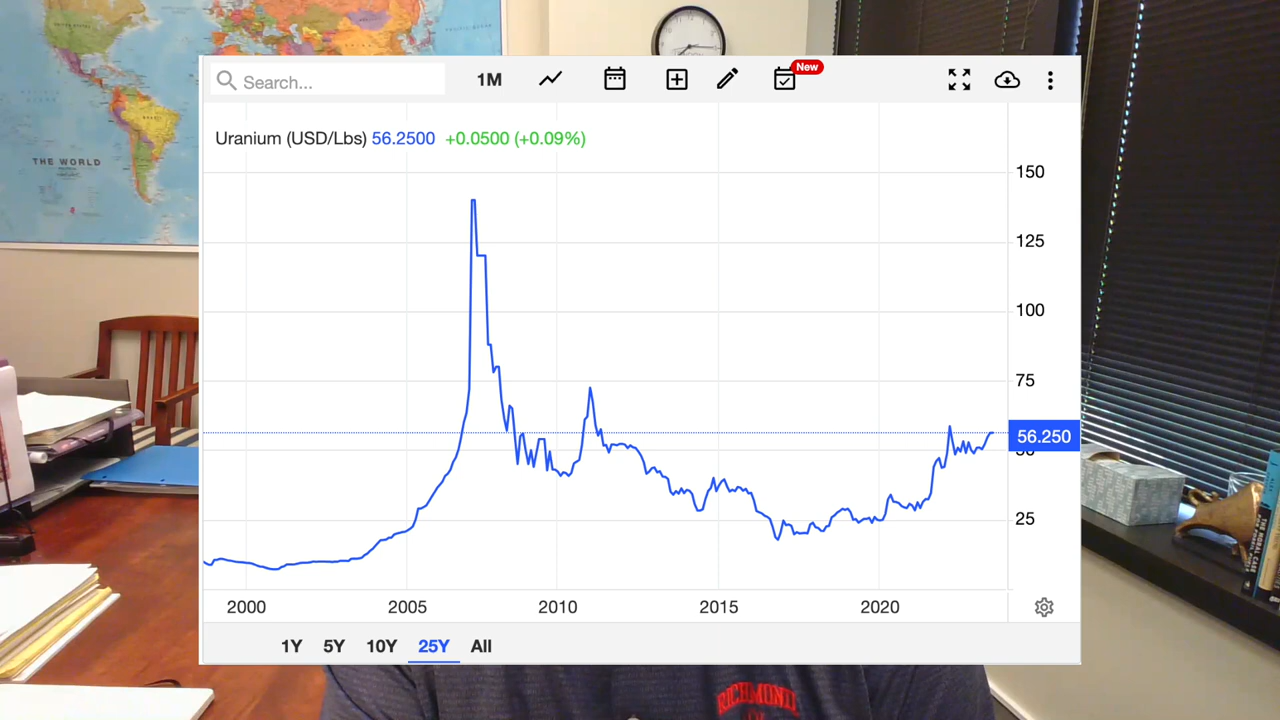 THE WORLD
Search...
1M
New
Uranium (USD/Lbs) 56.2500 +0.0500 (+0.09%)
150
125
100
75
56.250
50
25
2000 2005 2010 2015 2020
1Y 5Y 10Y 25Y All
RICHMOND